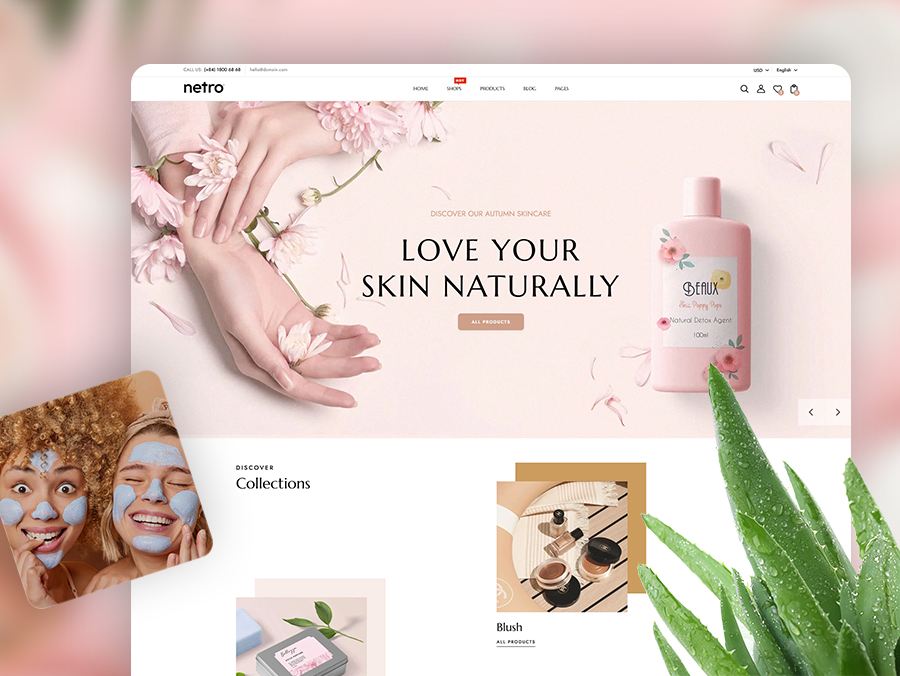 CALL US: (+84) 1800 68 68 hello@domain.com
USD English
netro
HOT
HOME SHOPS PRODUCTS BLOG PAGES
DISCOVER OUR AUTUMN SKINCARE
LOVE YOUR
SKIN NATURALLY
ALL PRODUCTS
BEAUX
Miss Poppy Pops
Natural Detox Agent
100ml
DISCOVER
Collections
Blush
ALL PRODUCTS